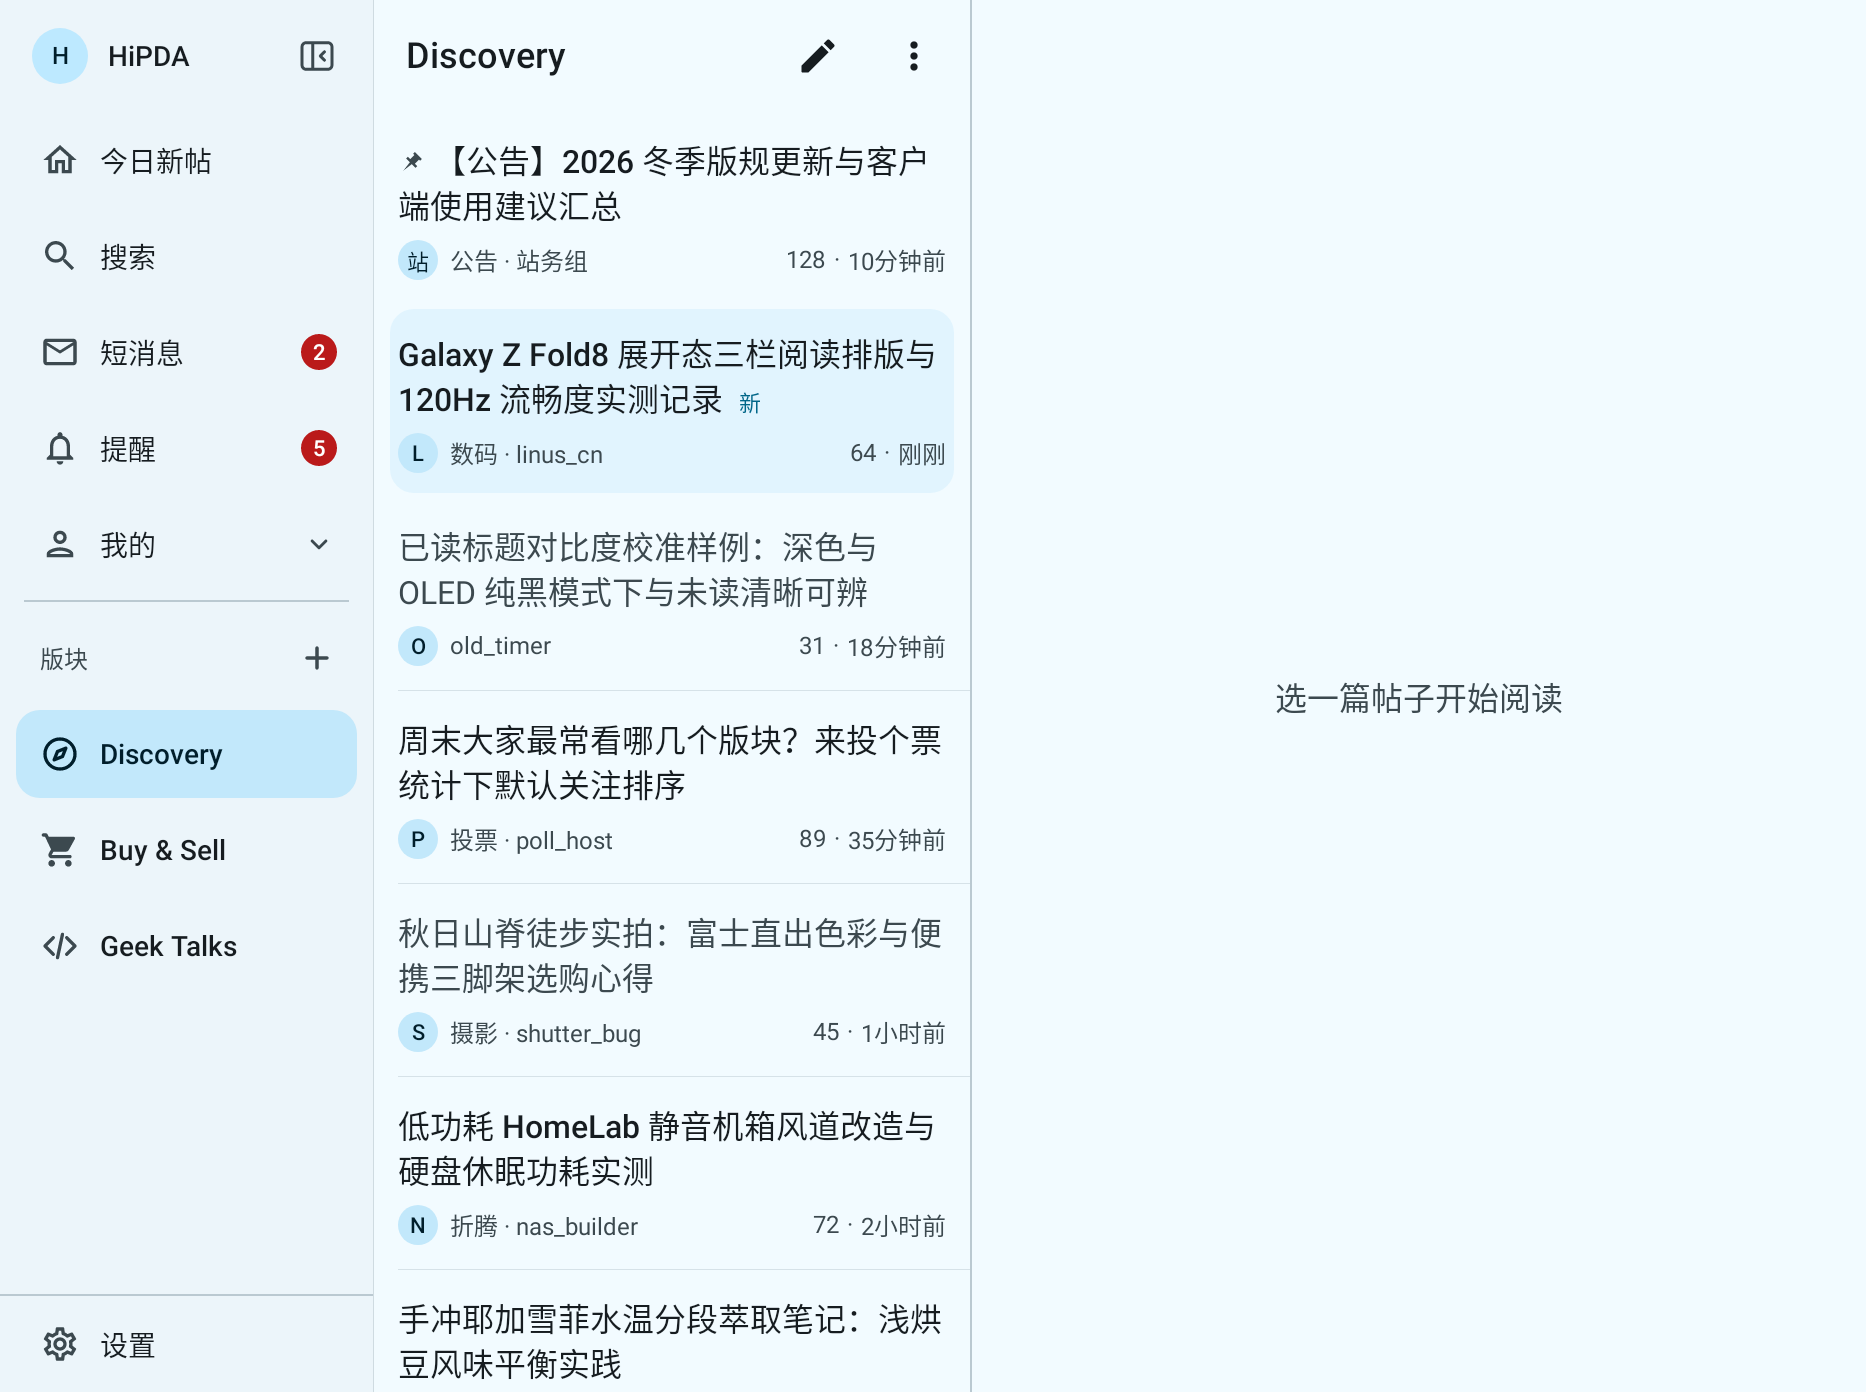 H HiPDA
今日新帖
搜索
短消息 2
提醒 5
我的
版块
Discovery
Buy & Sell
Geek Talks
设置
Discovery
【公告】2026 冬季版规更新与客户
端使用建议汇总
站 公告 · 站务组 128 · 10分钟前
Galaxy Z Fold8 展开态三栏阅读排版与
120Hz 流畅度实测记录 新
L 数码 · linus_cn 64 · 刚刚
已读标题对比度校准样例：深色与
OLED 纯黑模式下与未读清晰可辨
O old_timer 31 · 18分钟前
周末大家最常看哪几个版块？来投个票
统计下默认关注排序
P 投票 · poll_host 89 · 35分钟前
秋日山脊徒步实拍：富士直出色彩与便
携三脚架选购心得
S 摄影 · shutter_bug 45 · 1小时前
低功耗 HomeLab 静音机箱风道改造与
硬盘休眠功耗实测
N 折腾 · nas_builder 72 · 2小时前
手冲耶加雪菲水温分段萃取笔记：浅烘
豆风味平衡实践
选一篇帖子开始阅读